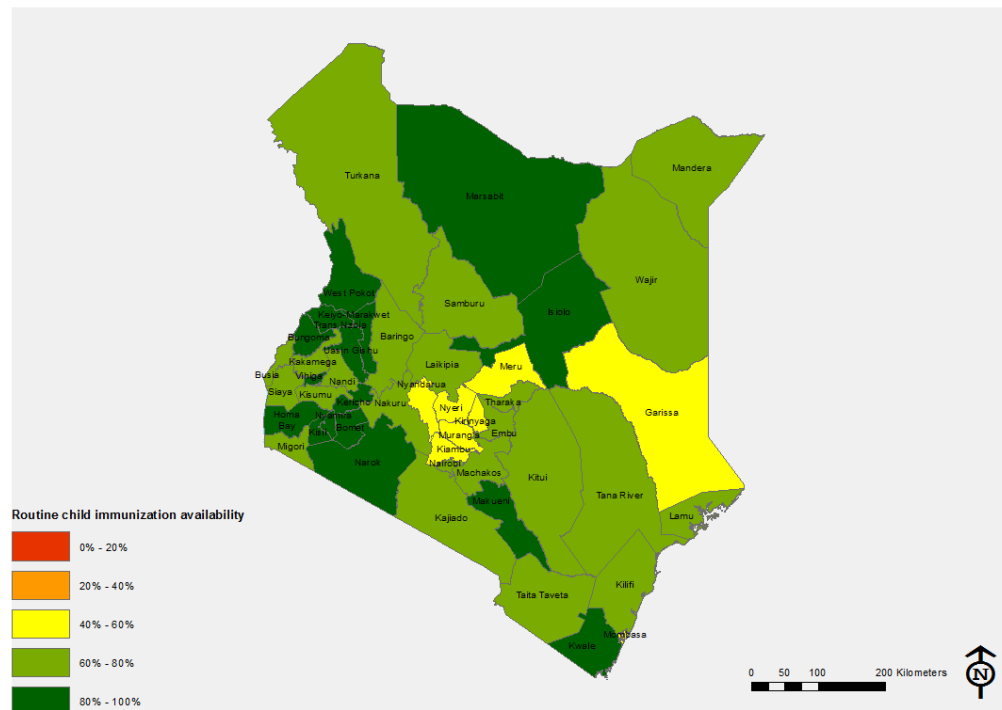 Turkana
Marsabit
Mandera
Wajir
West Pokot
Samburu
Isiolo
Keiyo-Marakwet
Trans Nzoia
Bungoma
Uasin Gishu
Baringo
Kakamega
Laikipia
Meru
Busia
Vihiga
Nandi
Nyandarua
Siaya
Kisumu
Kericho
Nakuru
Nyeri
Tharaka
Garissa
Homa
Bay
Nyamira
Kirinyaga
Kisii
Bomet
Muranga
Embu
Migori
Kiambu
Narok
Nairobi
Machakos
Kitui
Tana River
Makueni
Lamu
Kajiado
Kilifi
Taita Taveta
Mombasa
Kwale
Routine child immunization availability
0% - 20%
20% - 40%
40% - 60%
60% - 80%
80% - 100%
0 50 100 200 Kilometers
N